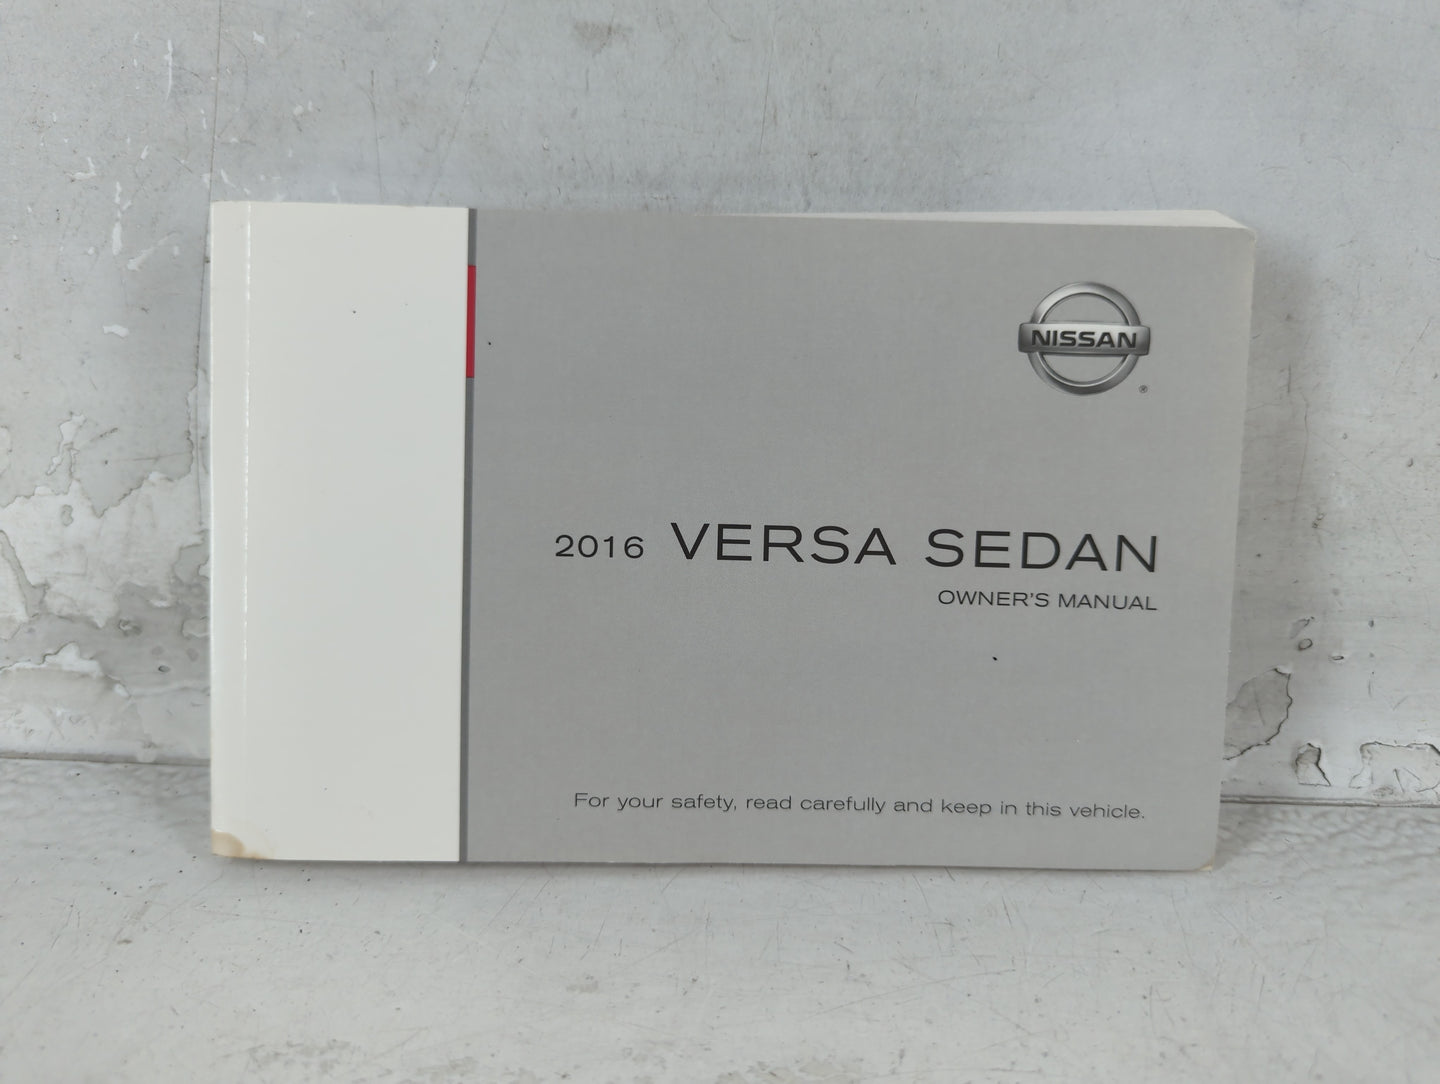 NISSAN
®
2016 VERSA SEDAN
OWNER'S MANUAL
For your safety, read carefully and keep in this vehicle.